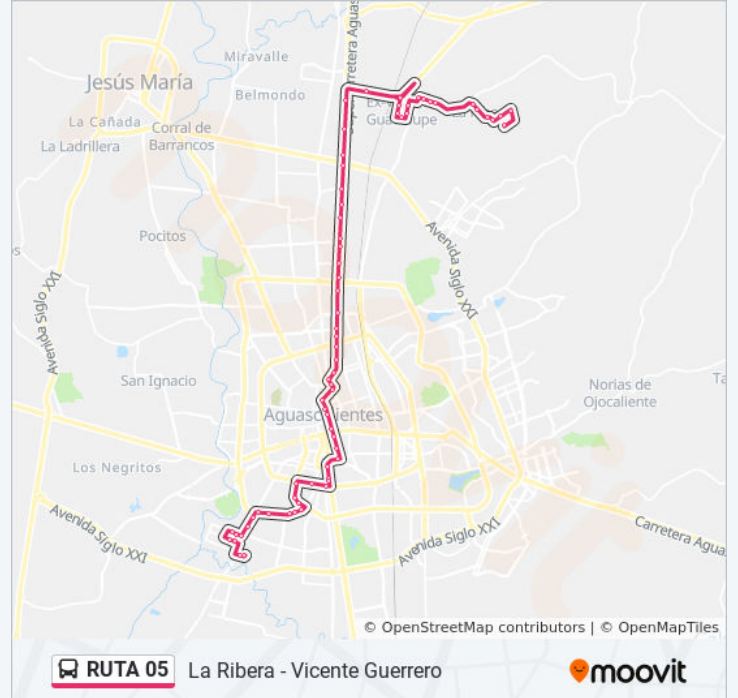 retera Aguas
Miravalle
Jesús María
Belmondo
Ex-
Guadalupe
La Cañada
Corral de
Barrancos
La Ladrillera
Avenida Siglo XXI
Pocitos
Avenida Siglo XXI
San Ignacio
Norias de
Ojocaliente
Aguascalientes
Los Negritos
Avenida Siglo XXI
Avenida Siglo XXI
Carretera Agua
© OpenStreetMap contributors | © OpenMapTiles
RUTA 05
La Ribera - Vicente Guerrero
moovit